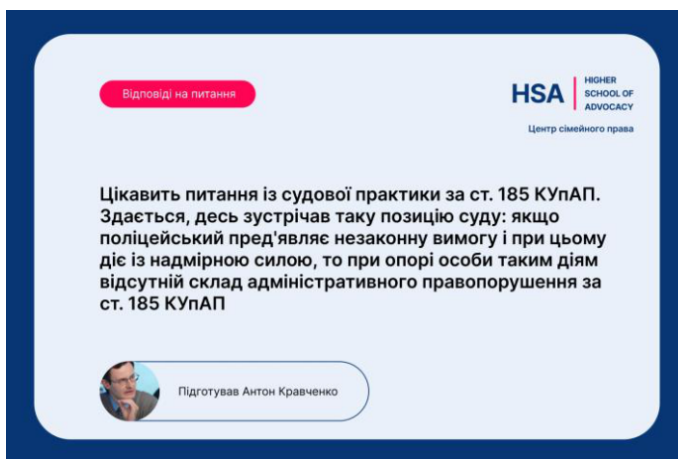 Відповіді на питання
HSA
HIGHER
SCHOOL OF
ADVOCACY
Центр сімейного права
Цікавить питання із судової практики за ст. 185 КУпАП.
Здається, десь зустрічав таку позицію суду: якщо
поліцейський пред'являє незаконну вимогу і при цьому
діє із надмірною силою, то при опорі особи таким діям
відсутній склад адміністративного правопорушення за
ст. 185 КУпАП
Підготував Антон Кравченко